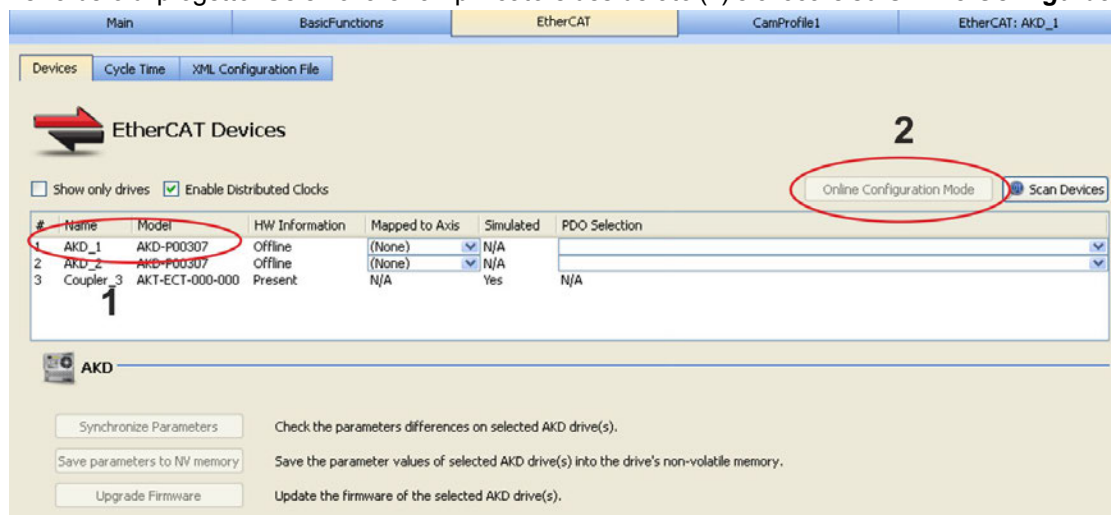 Main BasicFunctions EtherCAT CamProfile1 EtherCAT: AKD_1
Devices Cycle Time XML Configuration File
EtherCAT Devices
2
Show only drives Enable Distributed Clocks Online Configuration Mode Scan Devices
# Name Model HW Information Mapped to Axis Simulated PDO Selection
1 AKD_1 AKD-P00307 Offline (None) N/A
2 AKD_2 AKD-P00307 Offline (None) N/A
3 Coupler_3 AKT-ECT-000-000 Present N/A Yes N/A
1
AKD
Synchronize Parameters Check the parameters differences on selected AKD drive(s).
Save parameters to NV memory Save the parameter values of selected AKD drive(s) into the drive's non-volatile memory.
Upgrade Firmware Update the firmware of the selected AKD drive(s).